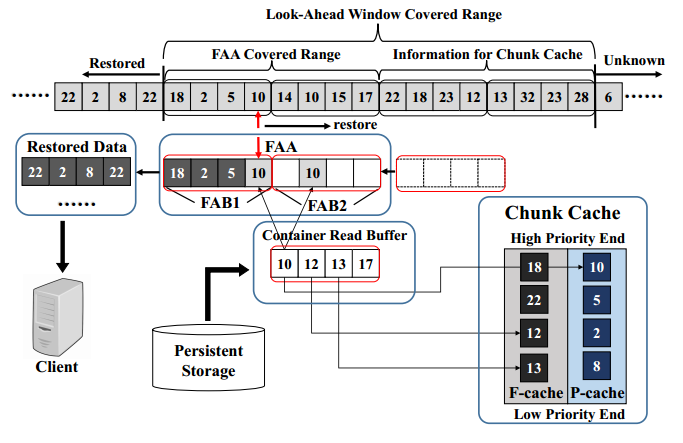 Look-Ahead Window Covered Range
FAA Covered Range
Information for Chunk Cache
Restored
Unknown
...... 22 2 8 22 18 2 5 10 14 10 15 17 22 18 23 12 13 32 23 28 6 ......
restore
Restored Data
FAA
22 2 8 22
18 2 5 10 10
......
FAB1 FAB2
Container Read Buffer
10 12 13 17
Chunk Cache
High Priority End
18 10
22 5
12 2
13 8
F-cache P-cache
Low Priority End
Persistent
Storage
Client